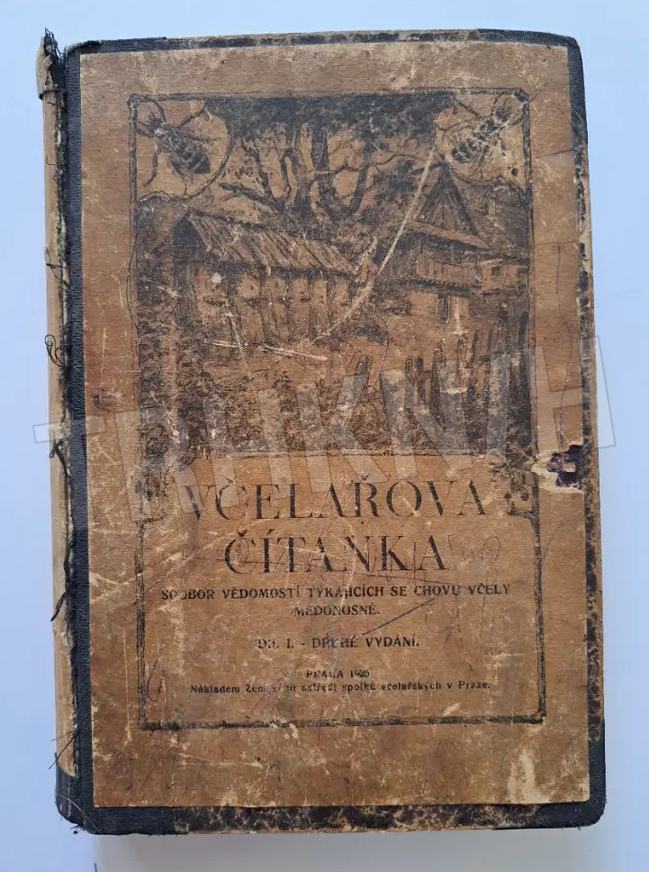 VČELAŘOVA
ČÍTANKA
SOUBOR VĚDOMOSTÍ TÝKAJÍCÍCH SE CHOVU VČELY
MEDONOSNÉ.
DÍL I. - DRUHÉ VYDÁNÍ.
PRAHA
Nákladem Zemského ústředí spolků včelařských v Praze.
TRHKNIH